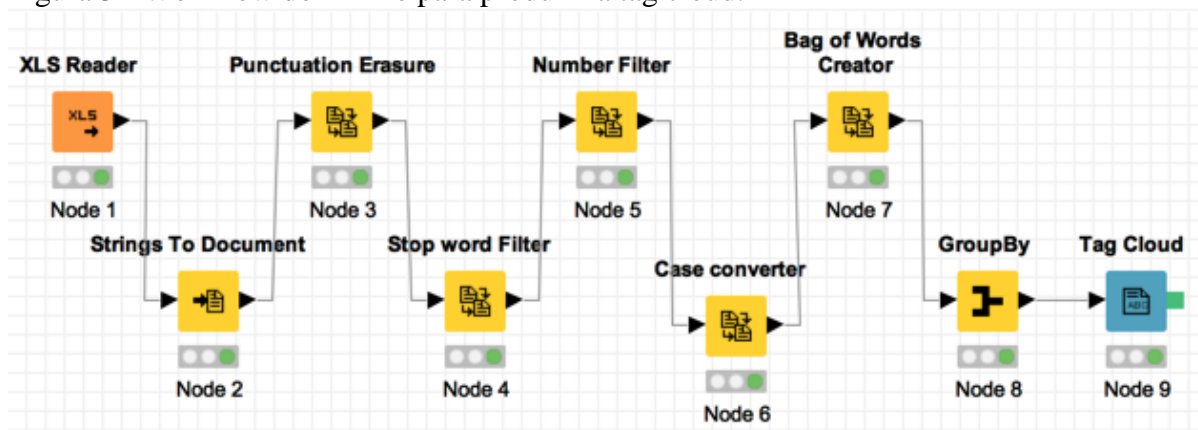 XLS Reader
XLS
Node 1
Strings To Document
Node 2
Punctuation Erasure
Node 3
Stop word Filter
Node 4
Number Filter
Node 5
Case converter
Node 6
Bag of Words
Creator
Node 7
GroupBy
Node 8
Tag Cloud
ABC
Node 9